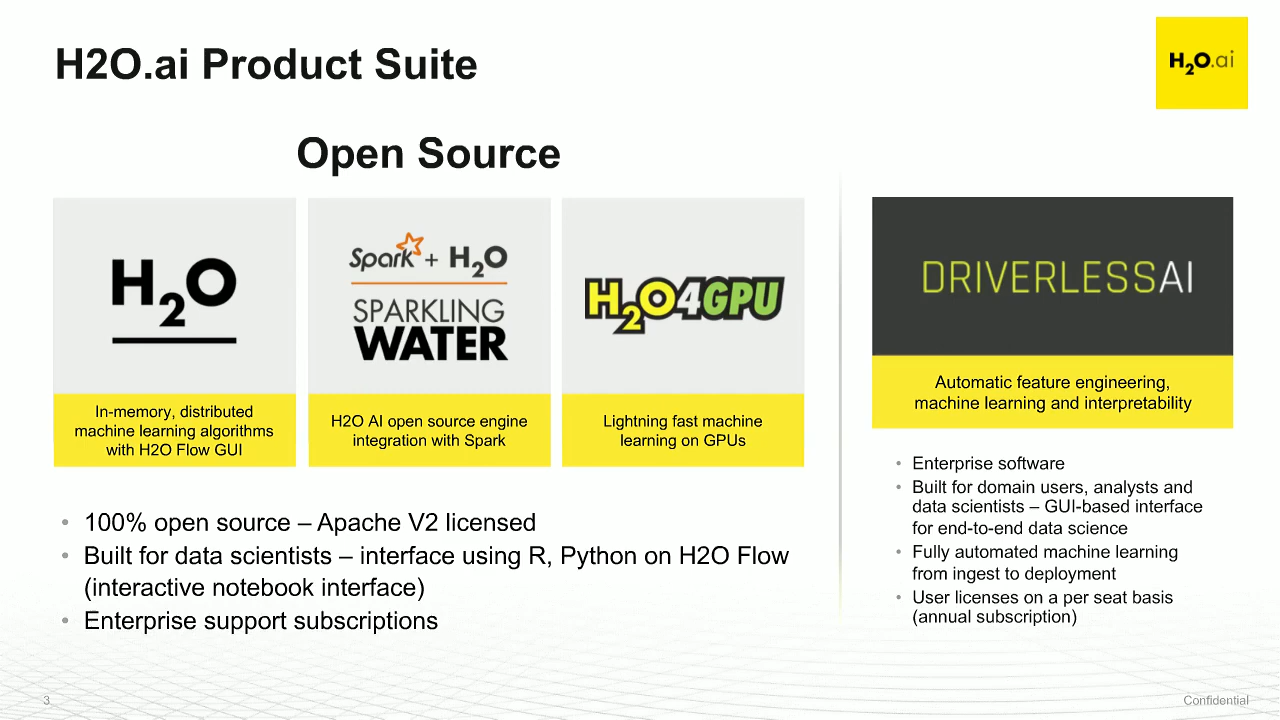 H2O.ai Product Suite
H2O.ai
Open Source
H2O
Spark + H2O
SPARKLING
WATER
H2O4GPU
DRIVERLESSAI
In-memory, distributed
machine learning algorithms
with H2O Flow GUI
H2O AI open source engine
integration with Spark
Lightning fast machine
learning on GPUs
Automatic feature engineering,
machine learning and interpretability
• 100% open source – Apache V2 licensed
• Built for data scientists – interface using R, Python on H2O Flow
(interactive notebook interface)
• Enterprise support subscriptions
• Enterprise software
• Built for domain users, analysts and
data scientists – GUI-based interface
for end-to-end data science
• Fully automated machine learning
from ingest to deployment
• User licenses on a per seat basis
(annual subscription)
3
Confidential